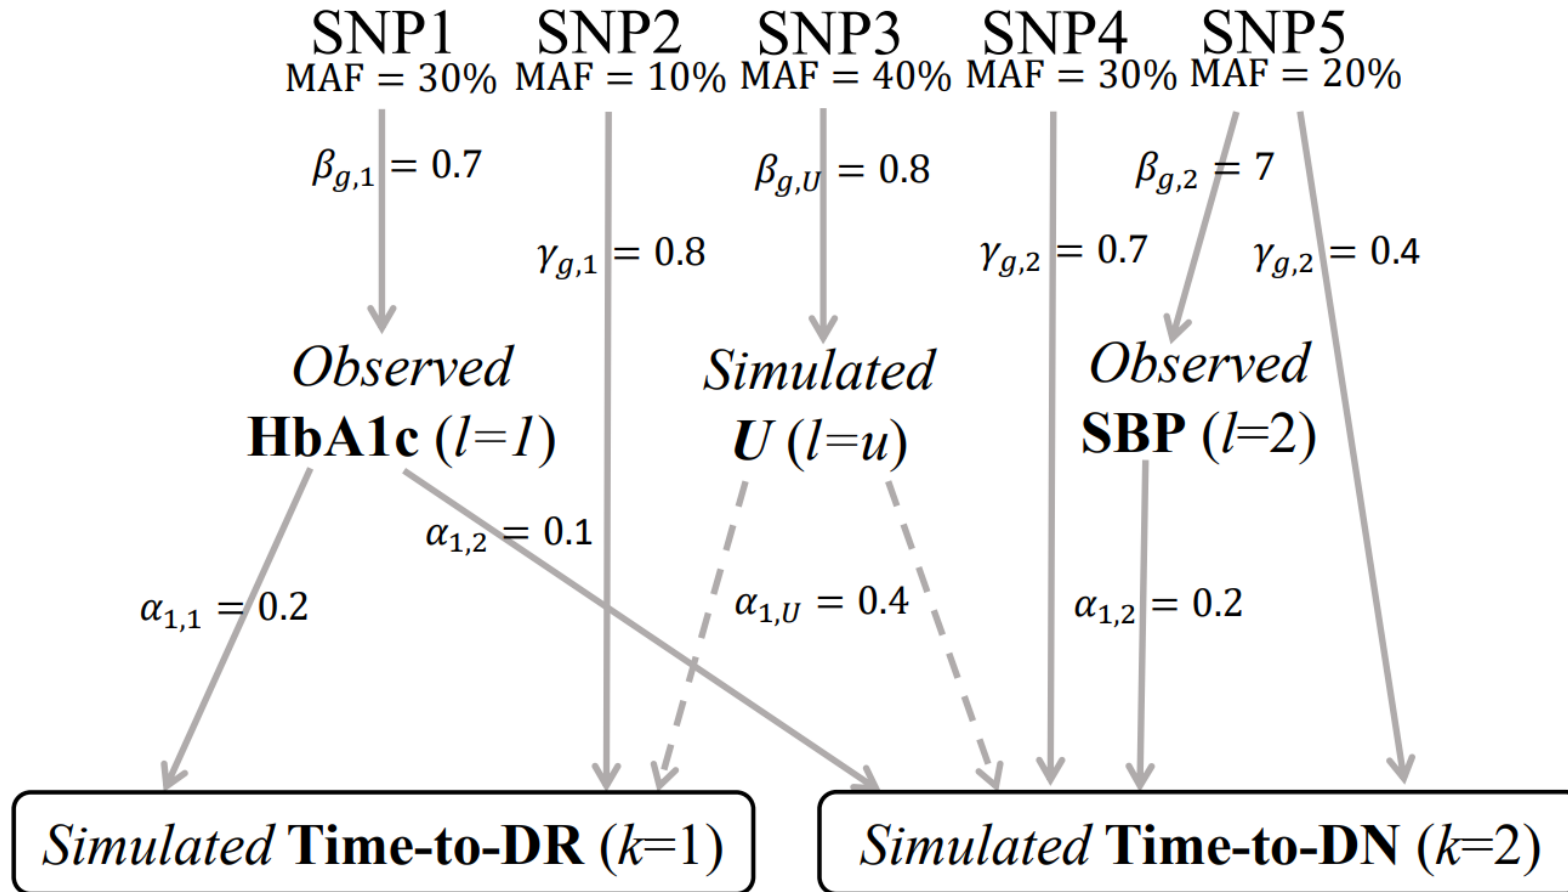 SNP1 SNP2 SNP3 SNP4 SNP5
MAF = 30% MAF = 10% MAF = 40% MAF = 30% MAF = 20%
β_{g,1} = 0.7 β_{g,U} = 0.8 β_{g,2} = 7
γ_{g,1} = 0.8 γ_{g,2} = 0.7 γ_{g,2} = 0.4
Observed Simulated Observed
HbA1c (l=1) U (l=u) SBP (l=2)
α_{1,2} = 0.1
α_{1,1} = 0.2 α_{1,U} = 0.4 α_{1,2} = 0.2
Simulated Time-to-DR (k=1) Simulated Time-to-DN (k=2)